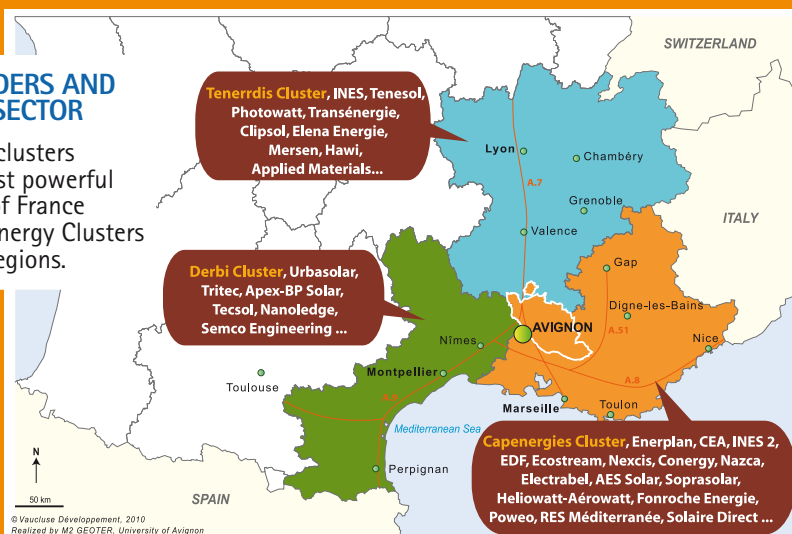 DERS AND
SECTOR
clusters
st powerful
of France
nergy Clusters
egions.
SWITZERLAND
Tenerrdis Cluster, INES, Tenesol,
Photowatt, Transénergie,
Clipsol, Elena Energie,
Mersen, Hawi,
Applied Materials...
Lyon
Chambéry
A.7
Grenoble
Valence
ITALY
Derbi Cluster, Urbasolar,
Tritec, Apex-BP Solar,
Tecsol, Nanoledge,
Semco Engineering ...
Gap
Digne-les-Bains
AVIGNON
A.51
Nice
Nîmes
Montpellier
Toulouse
A.9
A.8
Marseille
Toulon
Mediterranean Sea
Capenergies Cluster, Enerplan, CEA, INES 2,
EDF, Ecostream, Nexcis, Conergy, Nazca,
Electrabel, AES Solar, Soprasolar,
Heliowatt-Aérowatt, Fonroche Energie,
Poweo, RES Méditerranée, Solaire Direct ...
Perpignan
N
50 km
SPAIN
© Vaucluse Développement, 2010
Realized by M2 GEOTER, University of Avignon